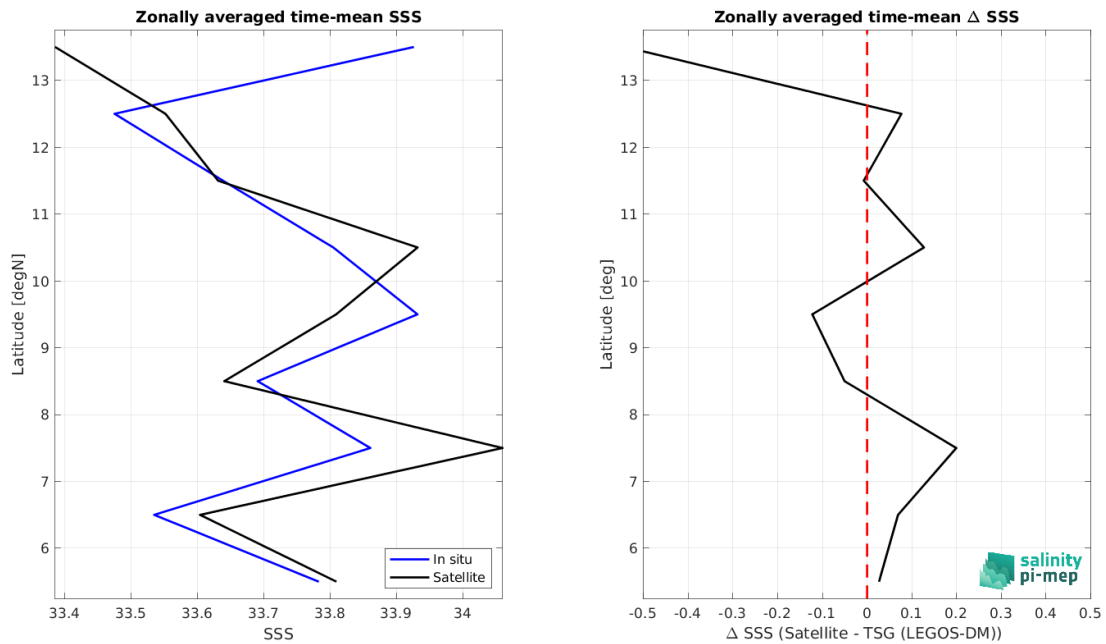 Zonally averaged time-mean SSS
13
12
11
10
9
8
7
6
Latitude [degN]
In situ
Satellite
33.4 33.5 33.6 33.7 33.8 33.9 34
SSS
Zonally averaged time-mean Δ SSS
13
12
11
10
9
8
7
6
Latitude [deg]
salinity
pi-mep
-0.5 -0.4 -0.3 -0.2 -0.1 0 0.1 0.2 0.3 0.4 0.5
Δ SSS (Satellite - TSG (LEGOS-DM))